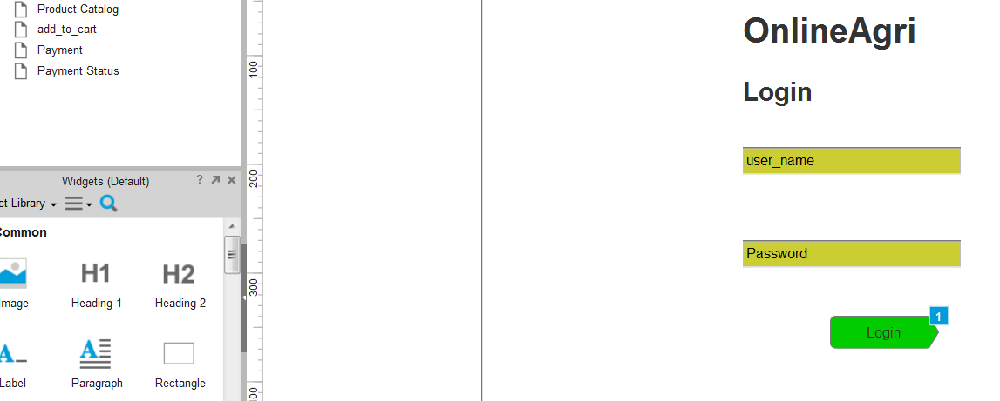 Product Catalog
add_to_cart
Payment
Payment Status
Widgets (Default)
ct Library
Common
H1 H2
mage Heading 1 Heading 2
A A
Label Paragraph Rectangle
100
200
300
400
OnlineAgri
Login
user_name
Password
1
Login